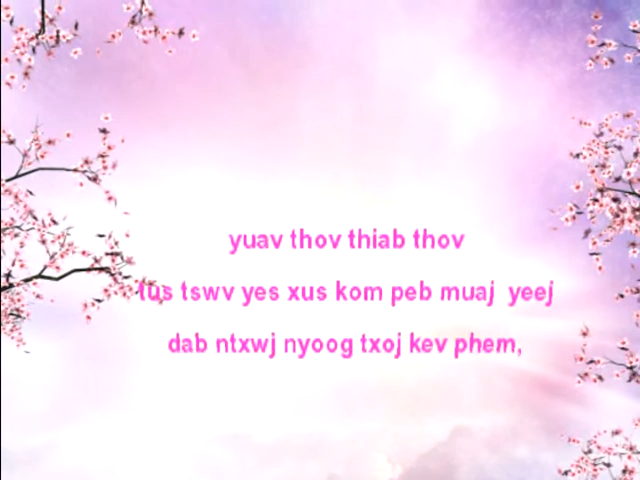 yuav thov thiab thov
tus tswv yes xus kom peb muaj yeej
dab ntxwj nyoog txoj kev phem,